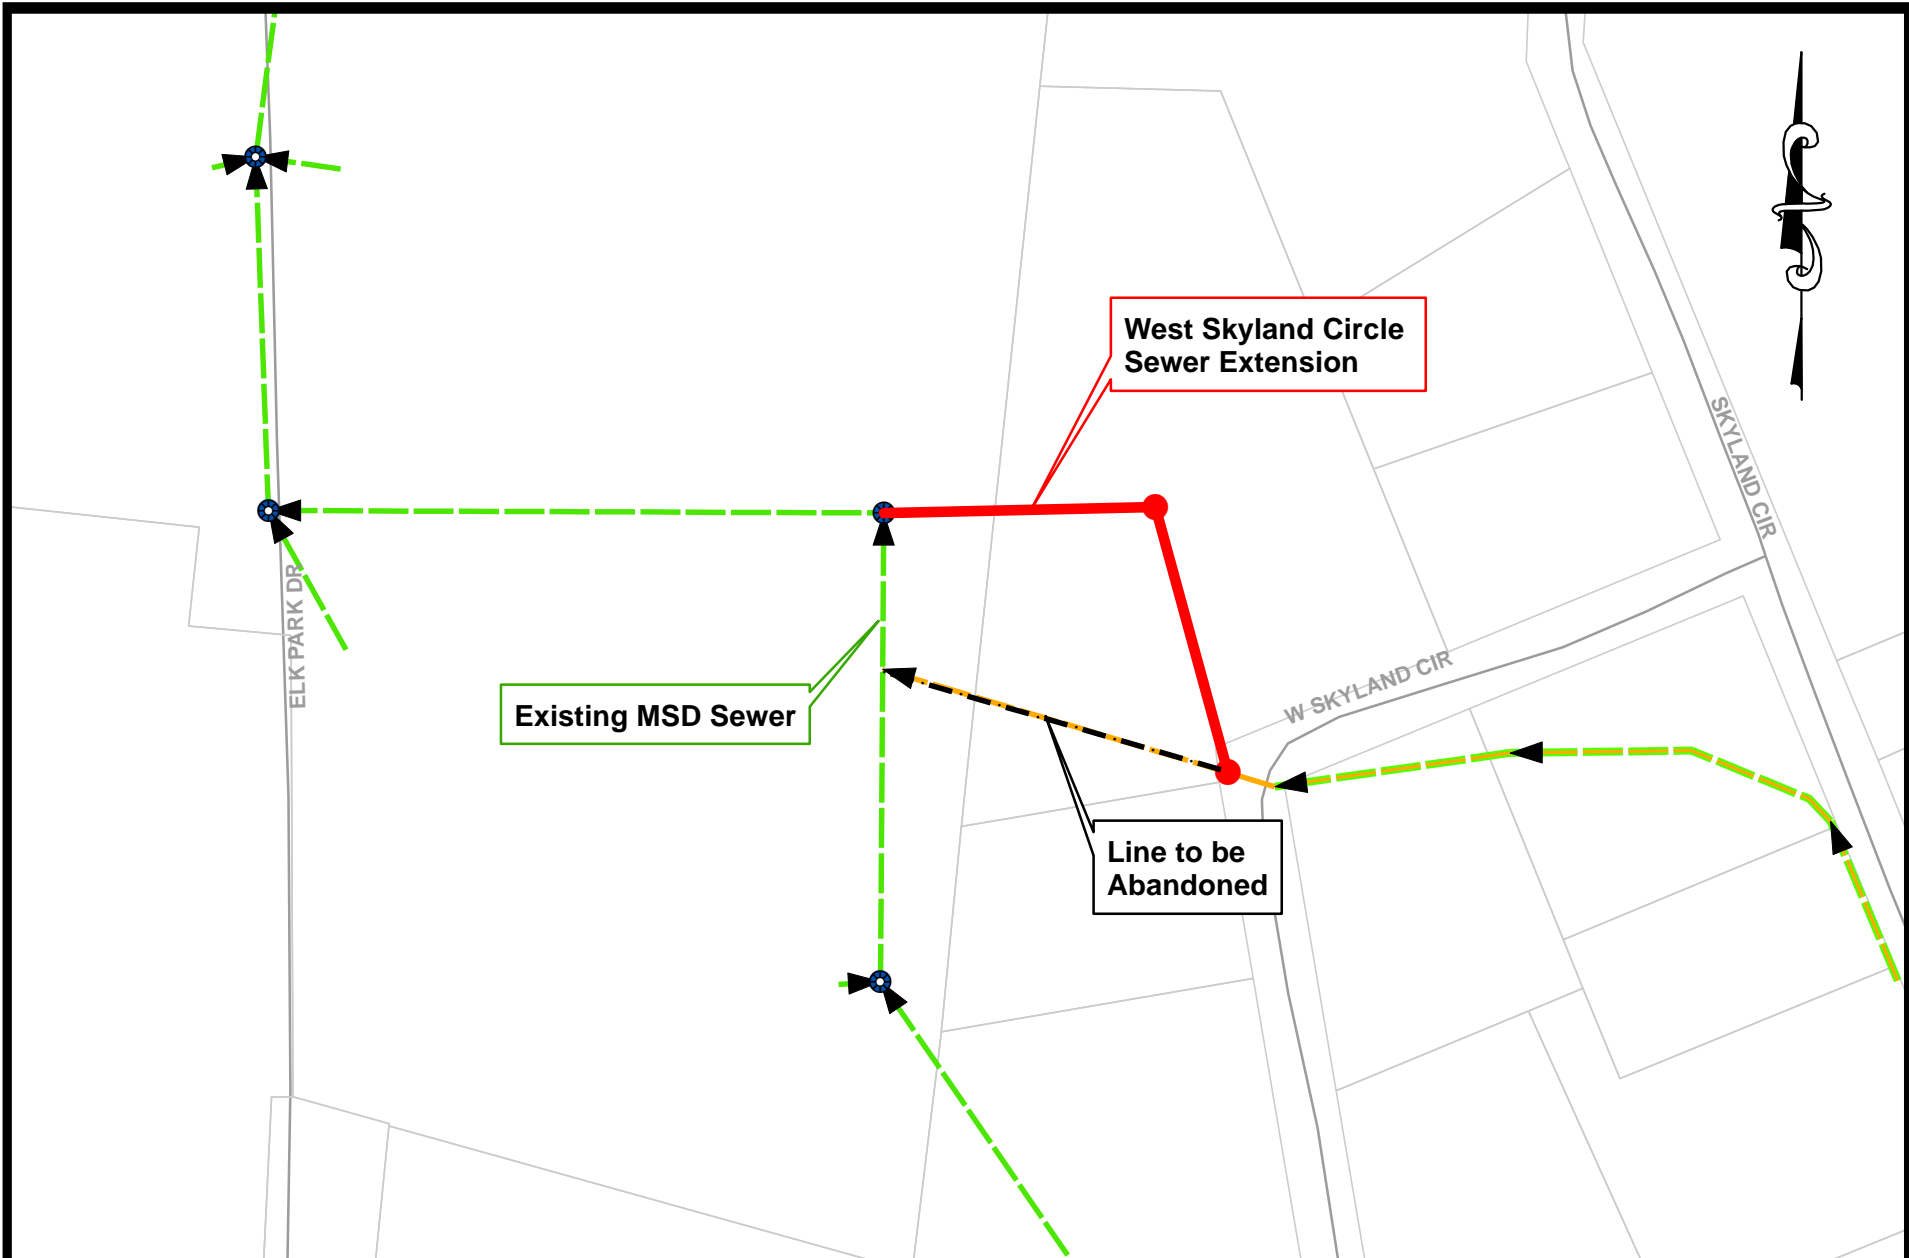 West Skyland Circle
Sewer Extension
SKYLAND CIR
ELK PARK DR
W SKYLAND CIR
Existing MSD Sewer
Line to be
Abandoned